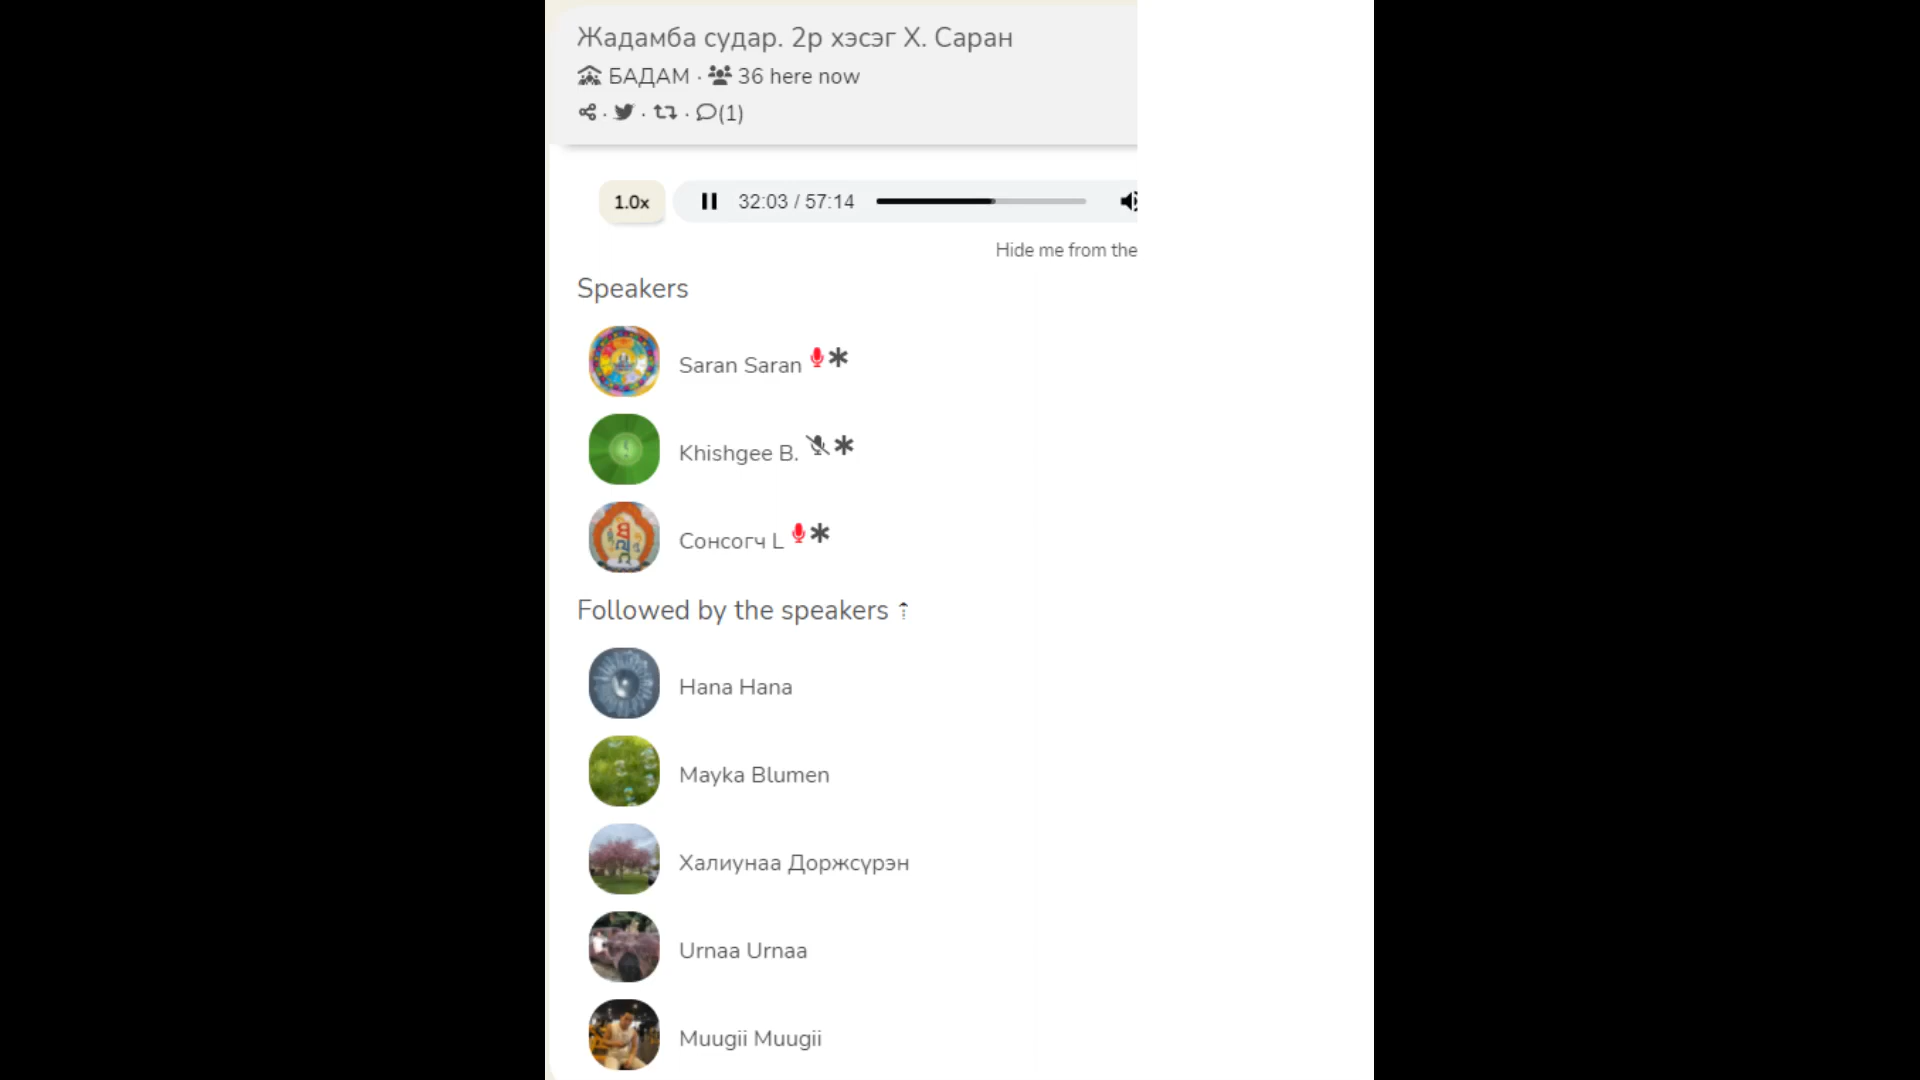 Жадамба судар. 2р хэсэг Х. Саран
БАДАМ · 36 here now
· · · (1)
1.0x 32:03 / 57:14
Hide me from the
Speakers
Saran Saran
Khishgee B.
Сонсогч L
Followed by the speakers
Hana Hana
Mayka Blumen
Халиунаа Доржсүрэн
Urnaa Urnaa
Muugii Muugii